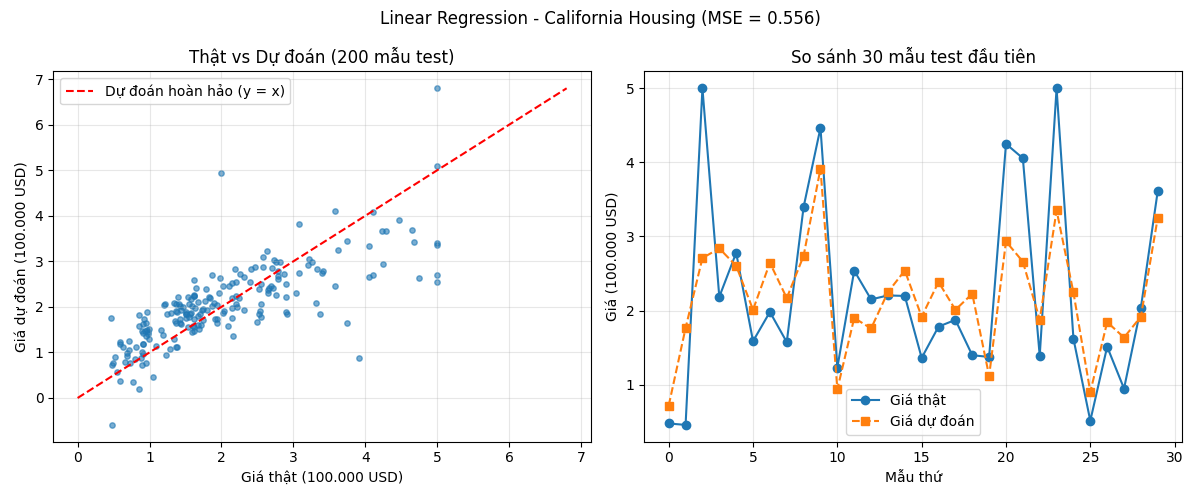 Linear Regression - California Housing (MSE = 0.556)
Thật vs Dự đoán (200 mẫu test)
Dự đoán hoàn hảo (y = x)
Giá dự đoán (100.000 USD)
7
6
5
4
3
2
1
0
0 1 2 3 4 5 6 7
Giá thật (100.000 USD)
So sánh 30 mẫu test đầu tiên
Giá (100.000 USD)
5
4
3
2
1
Giá thật
Giá dự đoán
0 5 10 15 20 25 30
Mẫu thứ